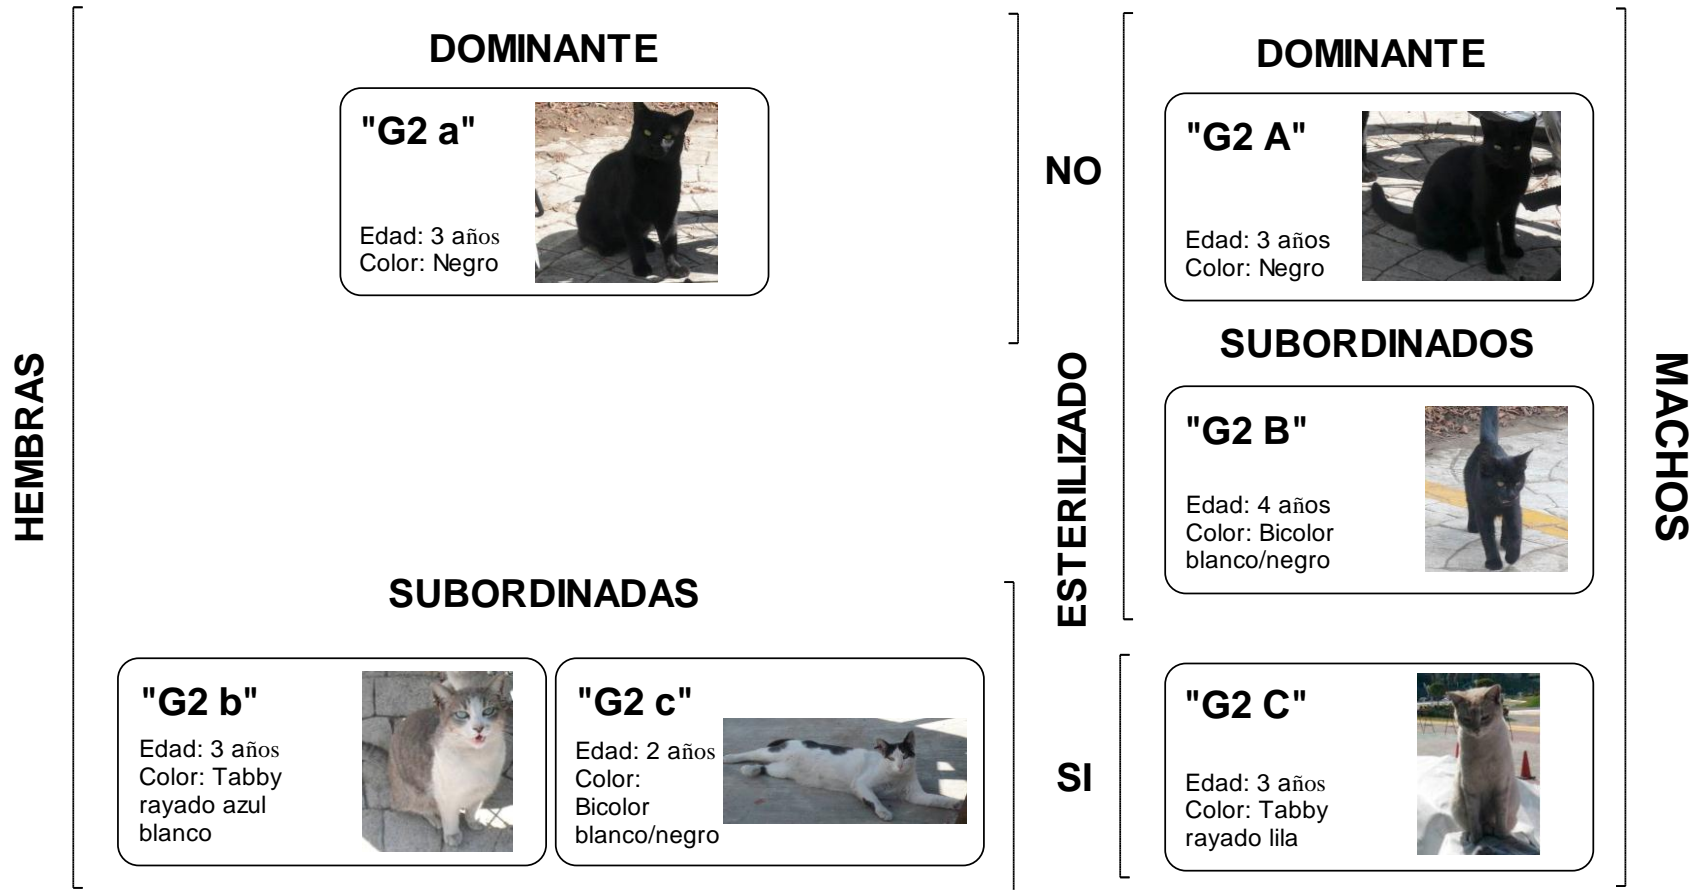 HEMBRAS
DOMINANTE
"G2 a"
Edad: 3 años
Color: Negro
SUBORDINADAS
"G2 b"
Edad: 3 años
Color: Tabby
rayado azul
blanco
"G2 c"
Edad: 2 años
Color:
Bicolor
blanco/negro
NO
ESTERILIZADO
SI
DOMINANTE
"G2 A"
Edad: 3 años
Color: Negro
SUBORDINADOS
"G2 B"
Edad: 4 años
Color: Bicolor
blanco/negro
"G2 C"
Edad: 3 años
Color: Tabby
rayado lila
MACHOS